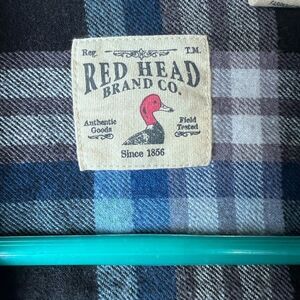 Reg. T.M.
RED HEAD
BRAND CO.
Authentic Goods
Field Tested
Since 1856